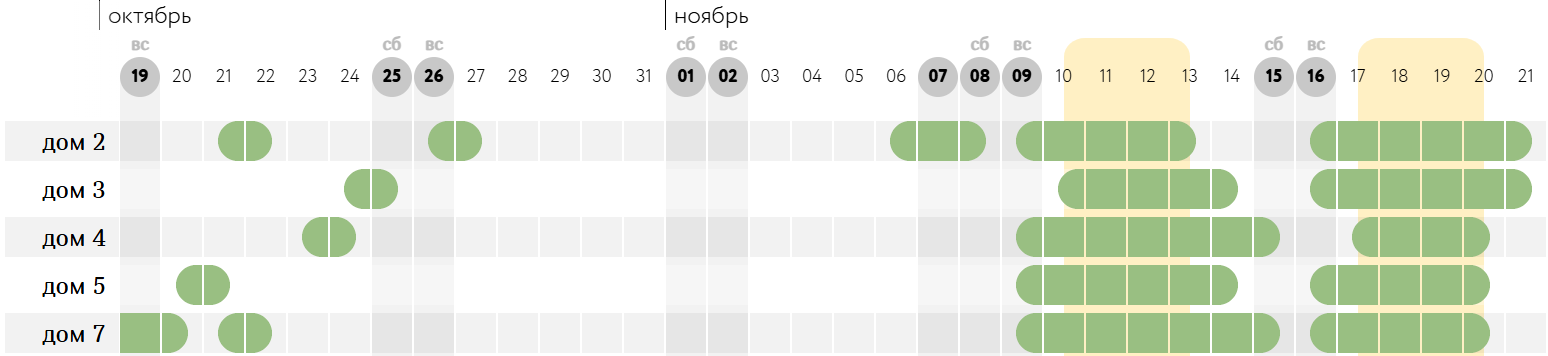 октябрь ноябрь
вс сб вс сб вс сб вс сб вс
19 20 21 22 23 24 25 26 27 28 29 30 31 01 02 03 04 05 06 07 08 09 10 11 12 13 14 15 16 17 18 19 20 21
дом 2
дом 3
дом 4
дом 5
дом 7